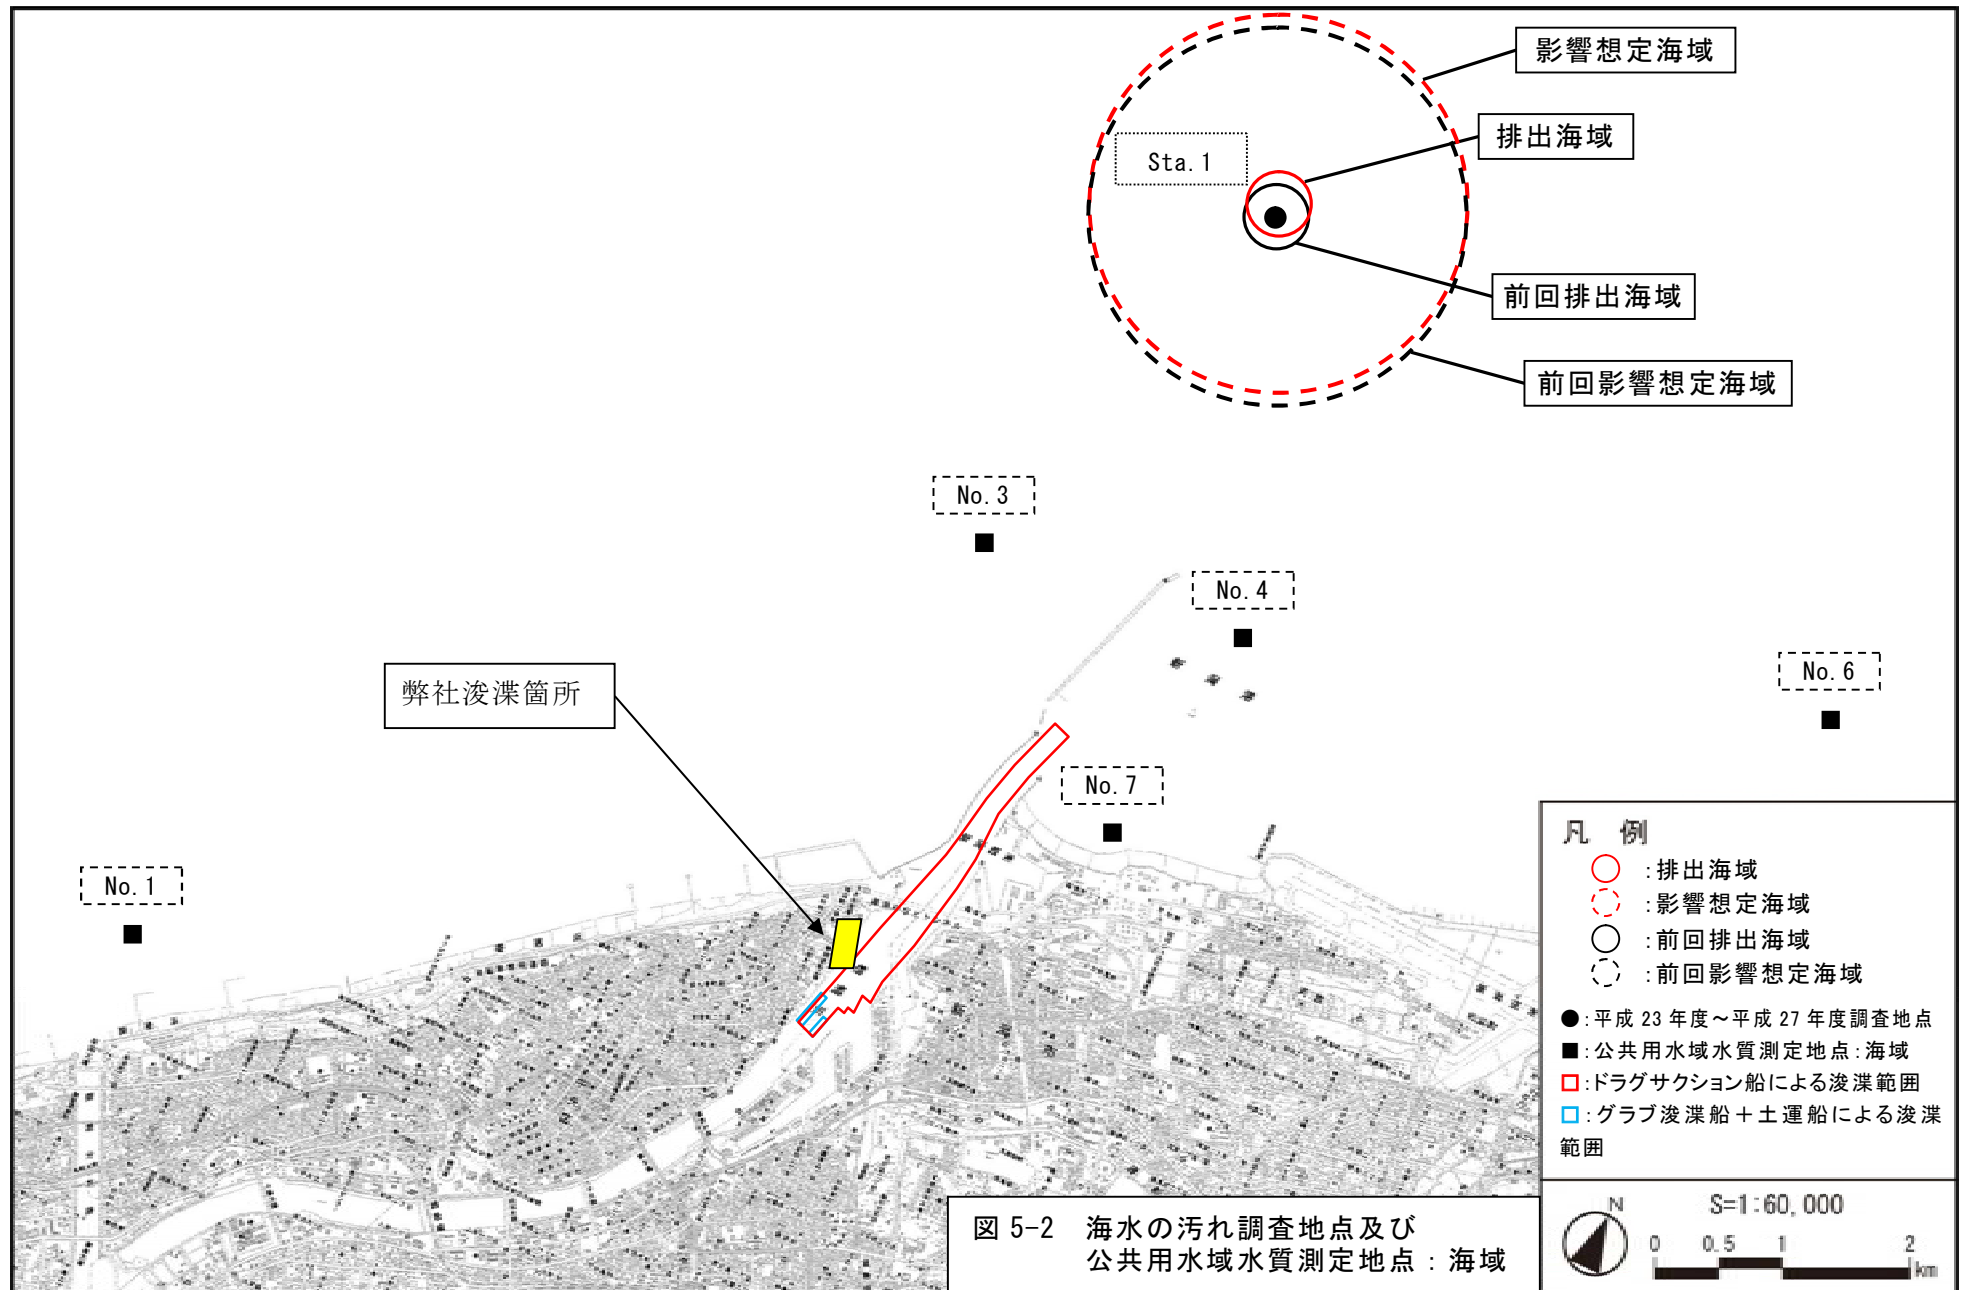 影響想定海域
排出海域
Sta. 1
前回排出海域
前回影響想定海域
No. 3
No. 4
No. 6
弊社浚渫箇所
No. 7
No. 1
凡 例
:排出海域
:影響想定海域
:前回排出海域
:前回影響想定海域
●:平成 23 年度～平成 27 年度調査地点
■:公共用水域水質測定地点:海域
:ドラグサクション船による浚渫範囲
:グラブ浚渫船＋土運船による浚渫
範囲
N
S=1:60,000
0 0.5 1 2
km
図 5-2 海水の汚れ調査地点及び
公共用水域水質測定地点：海域